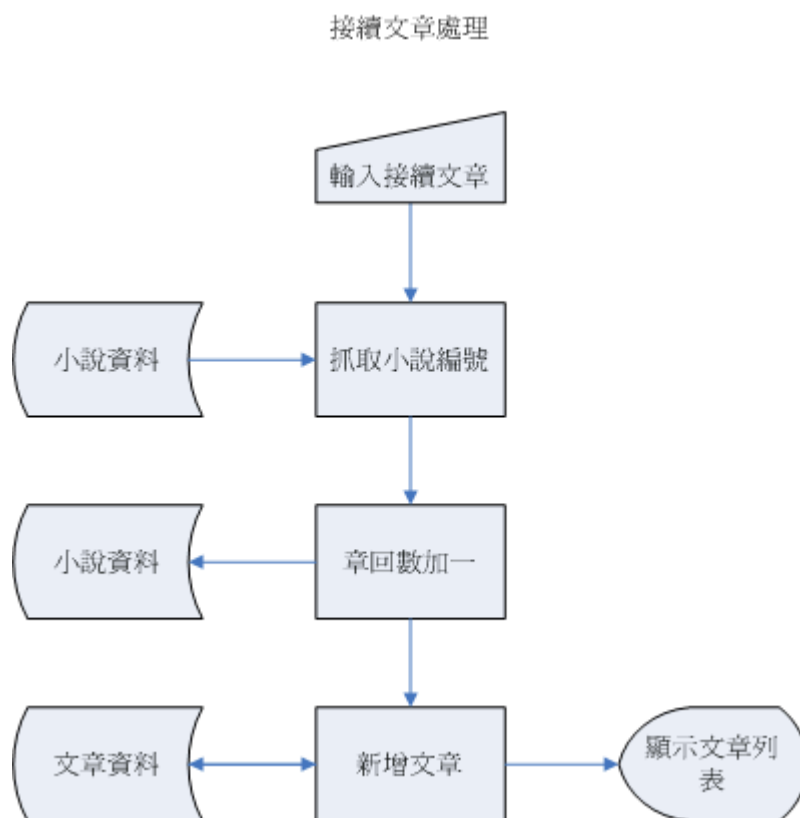 接續文章處理
輸入接續文章
小說資料
抓取小說編號
小說資料
章回數加一
文章資料
新增文章
顯示文章列
表